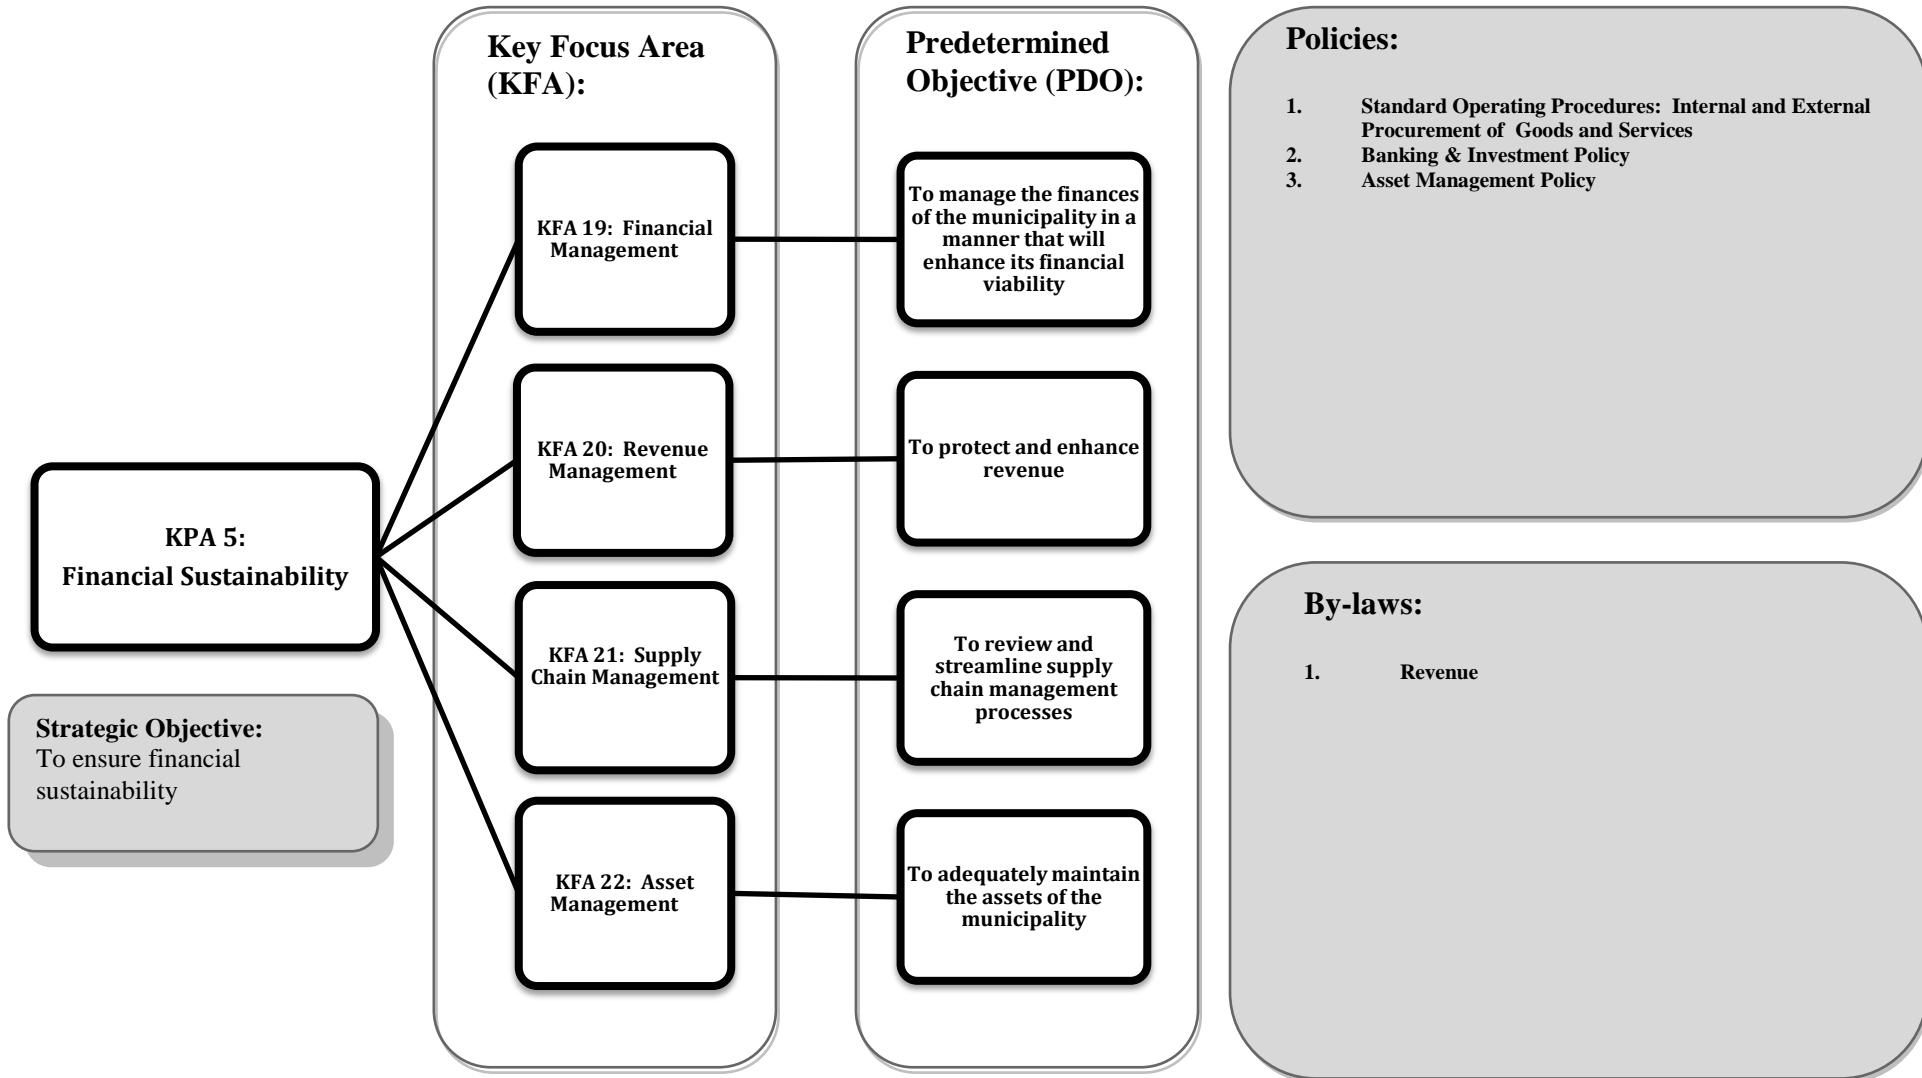 KPA 5:
Financial Sustainability
Strategic Objective:
To ensure financial
sustainability
Key Focus Area
(KFA):
KFA 19:  Financial
Management
KFA 20:  Revenue
Management
KFA 21:  Supply
Chain Management
KFA 22:  Asset
Management
Predetermined
Objective (PDO):
To manage the finances
of the municipality in a
manner that will
enhance its financial
viability
To protect and enhance
revenue
To review and
streamline supply
chain management
processes
To adequately maintain
the assets of the
municipality
Policies:
1. Standard Operating Procedures:  Internal and External
Procurement of  Goods and Services
2. Banking & Investment Policy
3. Asset Management Policy
By-laws:
1. Revenue